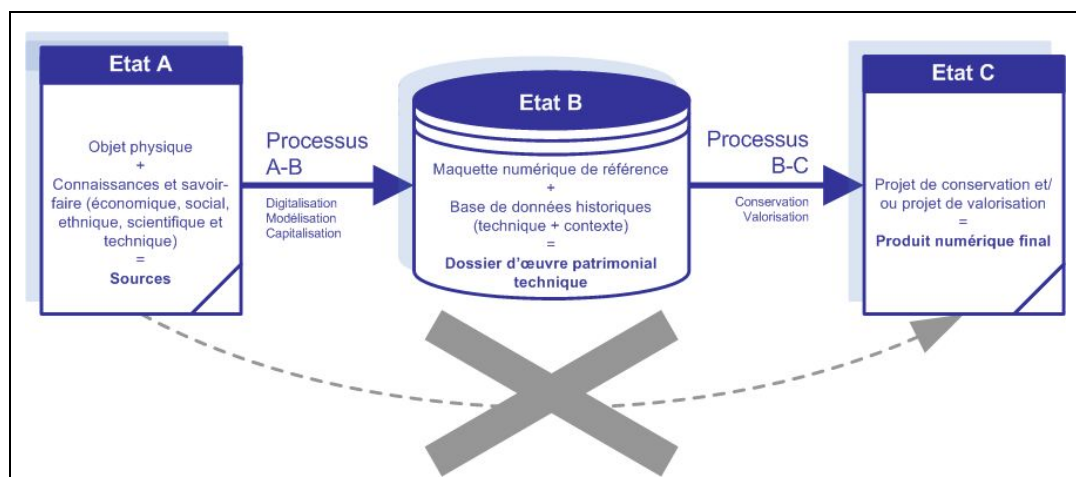 Etat A
Objet physique
+
Connaissances et savoir-
faire (économique, social,
ethnique, scientifique et
technique)
=
Sources
Processus
A-B
Digitalisation
Modélisation
Capitalisation
Etat B
Maquette numérique de référence
+
Base de données historiques
(technique + contexte)
=
Dossier d'œuvre patrimonial
technique
Processus
B-C
Conservation
Valorisation
Etat C
Projet de conservation et/
ou projet de valorisation
=
Produit numérique final